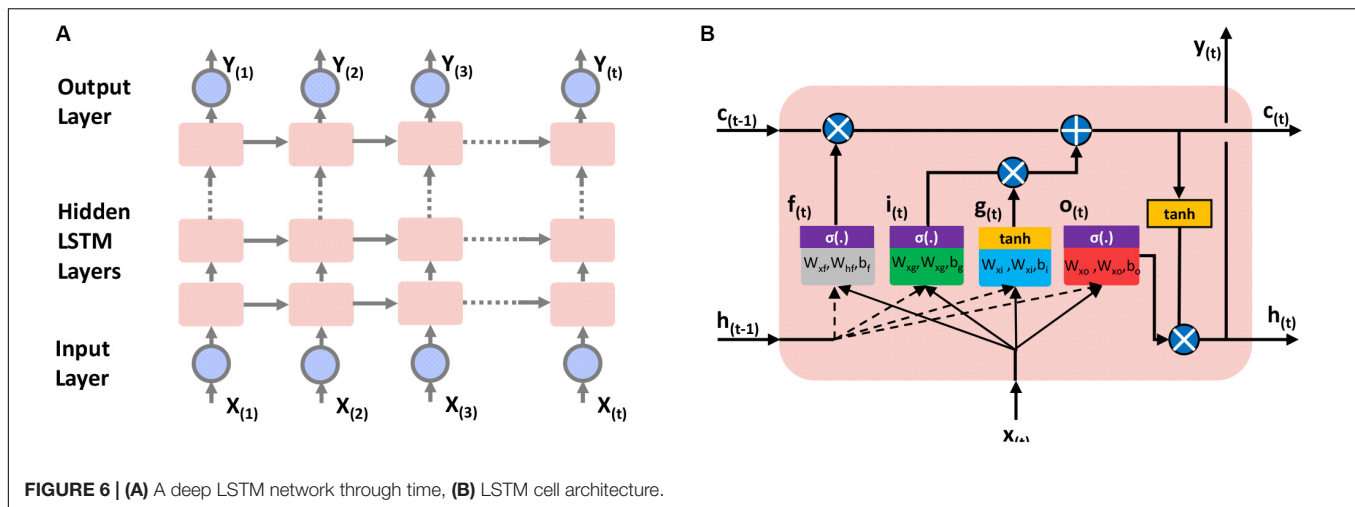 A
Y(1) Y(2) Y(3) Y(t)
Output
Layer
Hidden
LSTM
Layers
Input
Layer
X(1) X(2) X(3) X(t)
B
y(t)
c(t-1) c(t)
f(t) i(t) g(t) o(t)
tanh
σ(.) σ(.) tanh σ(.)
Wxf,Whf,bf Wxg,Wxg,bg Wxi,Wxi,bi Wxo,Wxo,bo
h(t-1) h(t)
x(t)
FIGURE 6 | (A) A deep LSTM network through time, (B) LSTM cell architecture.